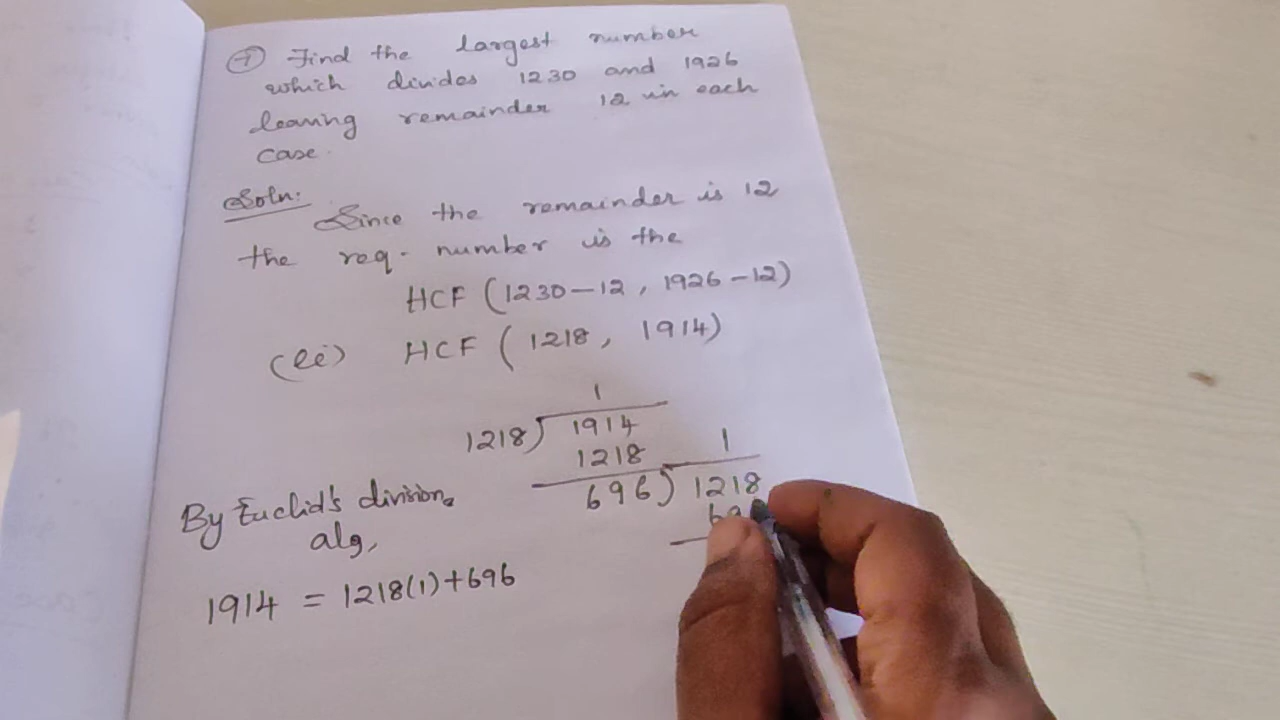 7 Find the largest number
which divides 1230 and 1926
leaving remainder 12 in each
case.
Soln:
Since the remainder is 12
the req. number is the
HCF (1230-12, 1926-12)
(ie) HCF (1218, 1914)
1
1218) 1914
1218
1
696) 1218
69
By Euclid's division
alg,
1914 = 1218(1)+696